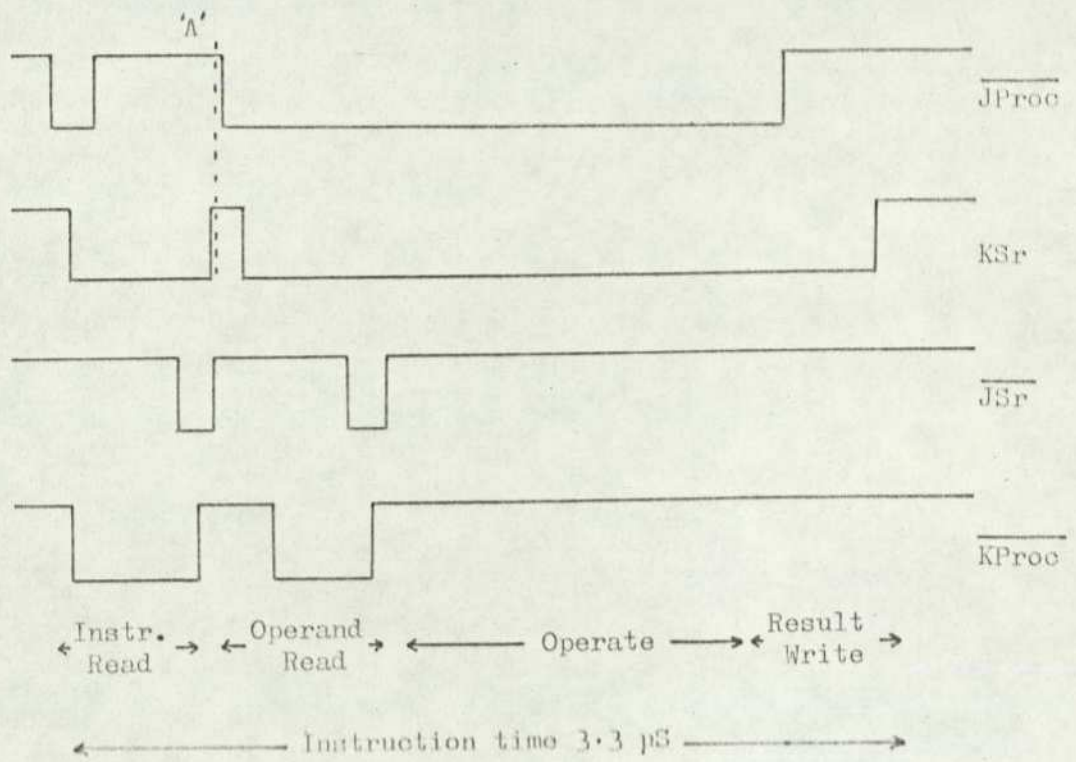 'A'
JProc
KSr
JSr
KProc
Instr.
Read
Operand
Read
Operate
Result
Write
Instruction time 3·3 µS